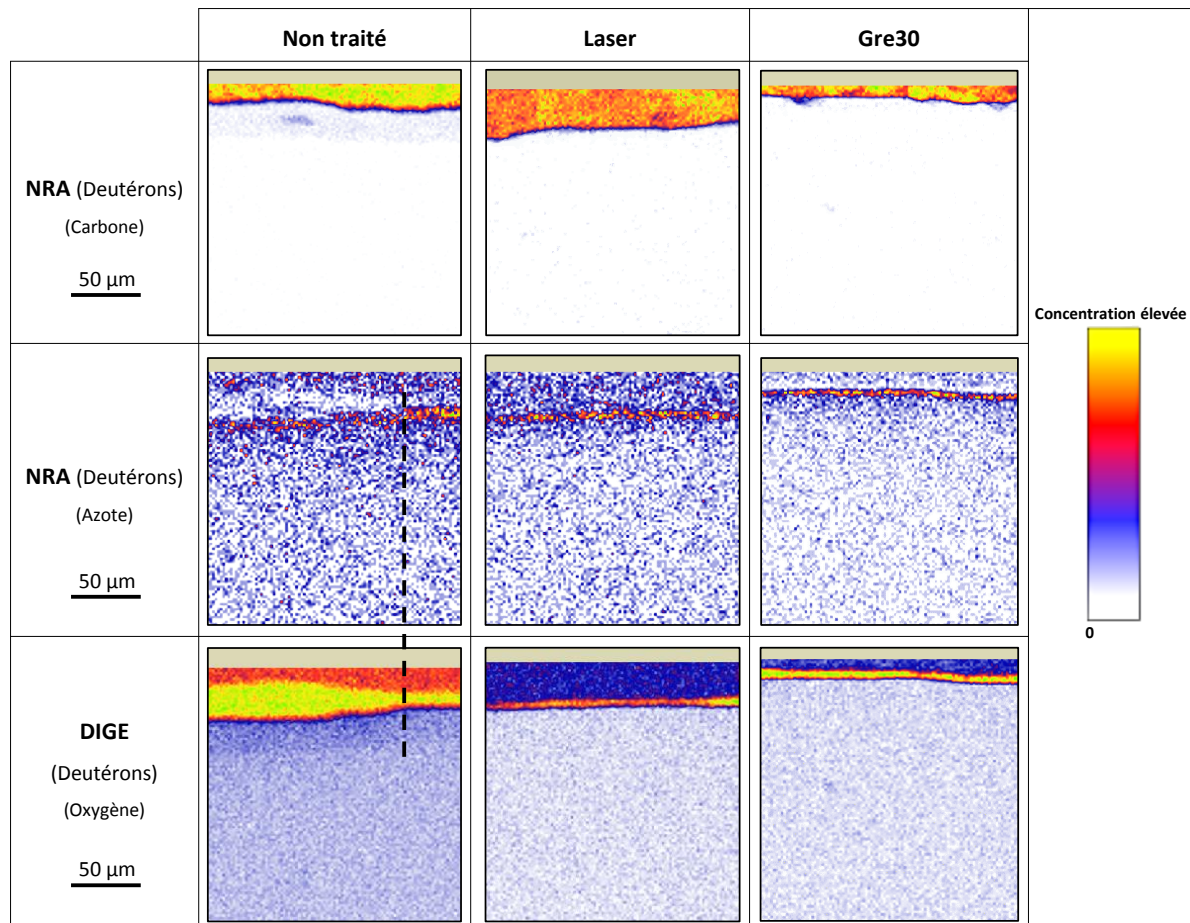 Non traité
Laser
Gre30
NRA (Deutérons)
(Carbone)
50 µm
NRA (Deutérons)
(Azote)
50 µm
DIGE
(Deutérons)
(Oxygène)
50 µm
Concentration élevée
0